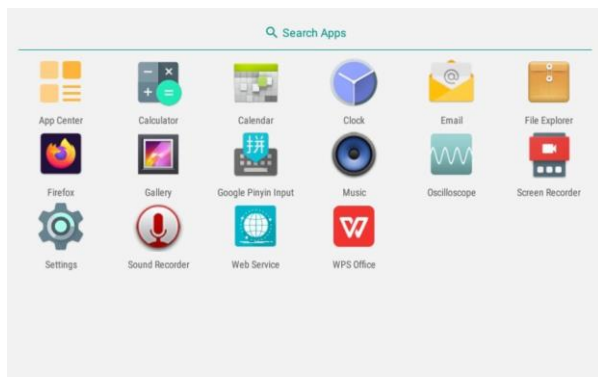 Search Apps
App Center Calculator Calendar Clock Email File Explorer
拼
Firefox Gallery Google Pinyin Input Music Oscilloscope Screen Recorder
Settings Sound Recorder Web Service WPS Office